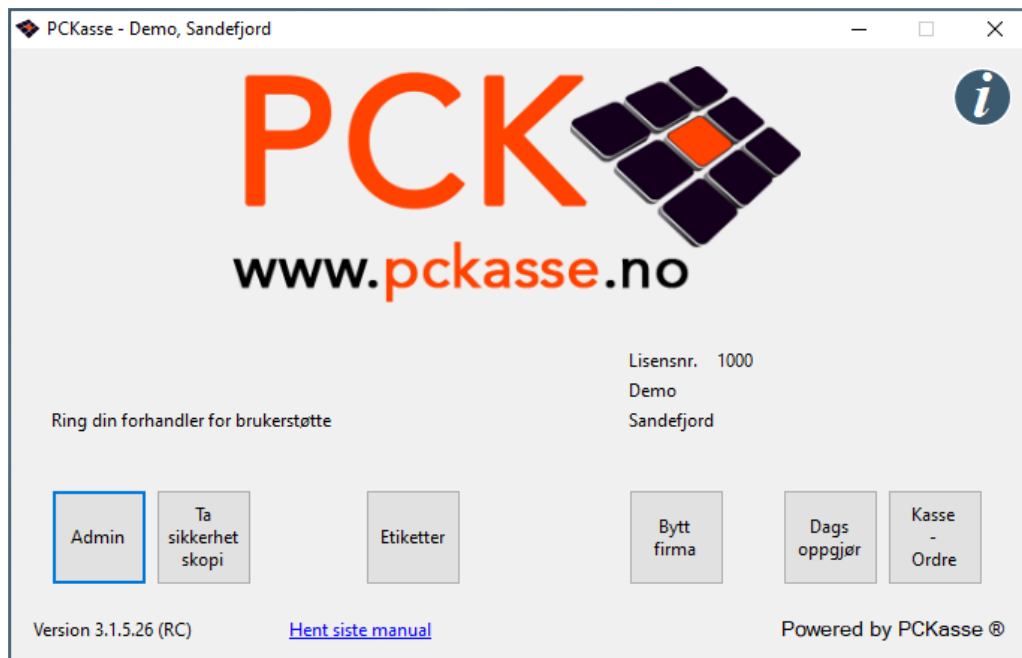 PCKasse - Demo, Sandefjord
PCK
i
www.pckasse.no
Lisensnr. 1000
Demo
Ring din forhandler for brukerstøtte
Sandefjord
Admin
Ta
sikkerhet
skopi
Etiketter
Bytt
firma
Dags
oppgjør
Kasse
-
Ordre
Version 3.1.5.26 (RC)
Hent siste manual
Powered by PCKasse ®